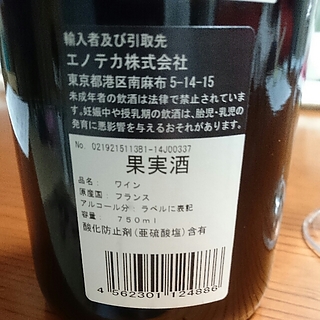 輸入者及び引取先
エノテカ株式会社
東京都港区南麻布5-14-15
未成年者の飲酒は法律で禁止されています。
妊娠中や授乳期の飲酒は、胎児・乳児の
発育に悪影響を与えるおそれがあります。
No. 021921511381-14J00337
果実酒
品名: ワイン
原産国: フランス
アルコール分: ラベルに表記
容量: 750ml
酸化防止剤(亜硫酸塩)含有
4 562301 124886